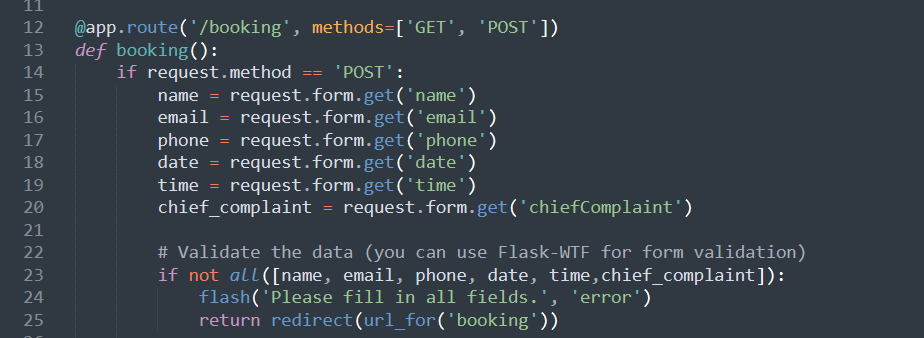 11
12 @app.route('/booking', methods=['GET', 'POST'])
13 def booking():
14     if request.method == 'POST':
15         name = request.form.get('name')
16         email = request.form.get('email')
17         phone = request.form.get('phone')
18         date = request.form.get('date')
19         time = request.form.get('time')
20         chief_complaint = request.form.get('chiefComplaint')
21
22         # Validate the data (you can use Flask-WTF for form validation)
23         if not all([name, email, phone, date, time,chief_complaint]):
24             flash('Please fill in all fields.', 'error')
25             return redirect(url_for('booking'))